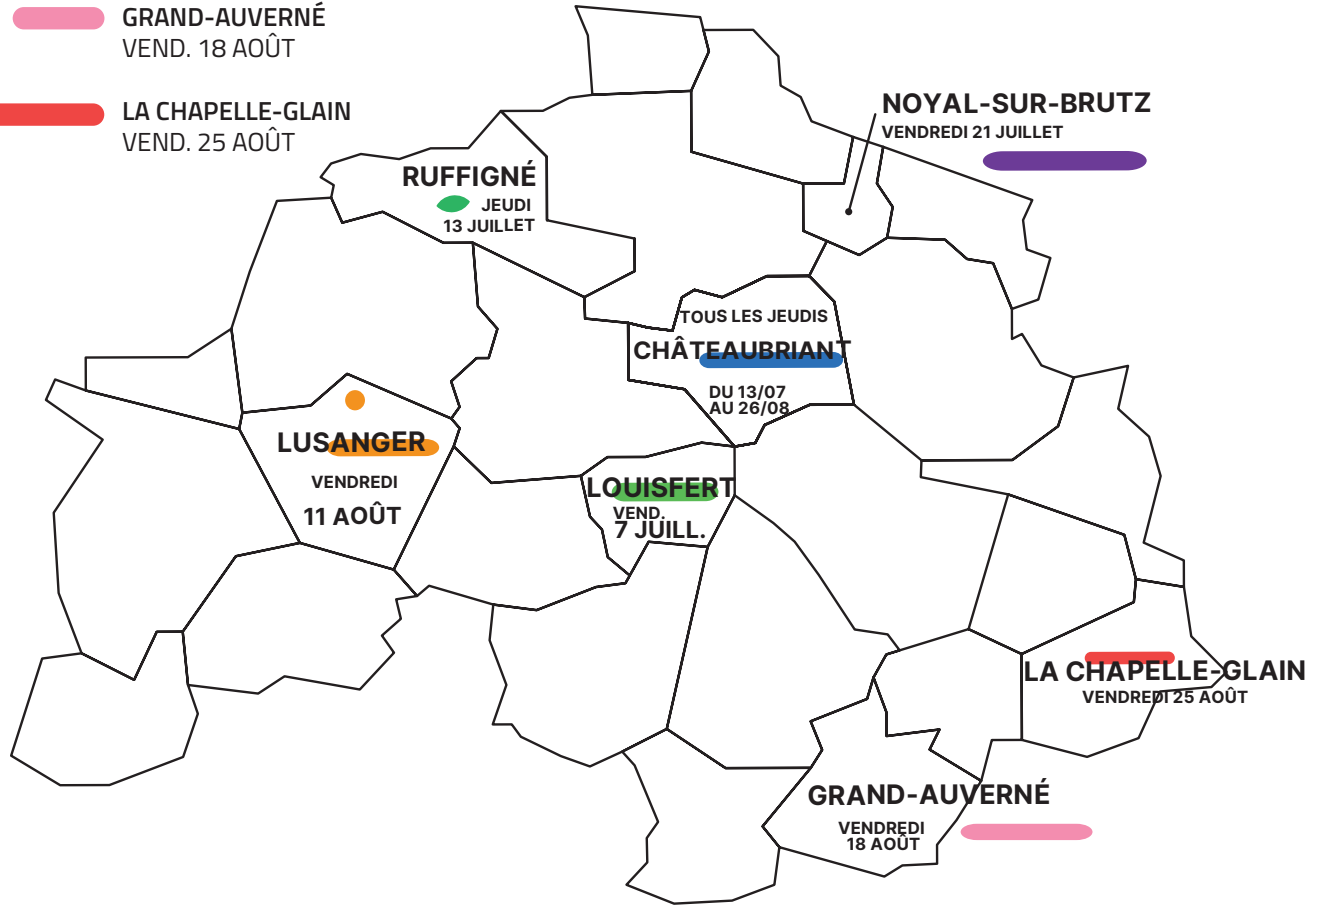 GRAND-AUVERNÉ
VEND. 18 AOÛT
LA CHAPELLE-GLAIN
VEND. 25 AOÛT
NOYAL-SUR-BRUTZ
VENDREDI 21 JUILLET
RUFFIGNÉ
JEUDI
13 JUILLET
TOUS LES JEUDIS
CHÂTEAUBRIANT
DU 13/07
AU 26/08
LUSANGER
VENDREDI
11 AOÛT
LOUISFERT
VEND.
7 JUILL.
LA CHAPELLE-GLAIN
VENDREDI 25 AOÛT
GRAND-AUVERNÉ
VENDREDI
18 AOÛT